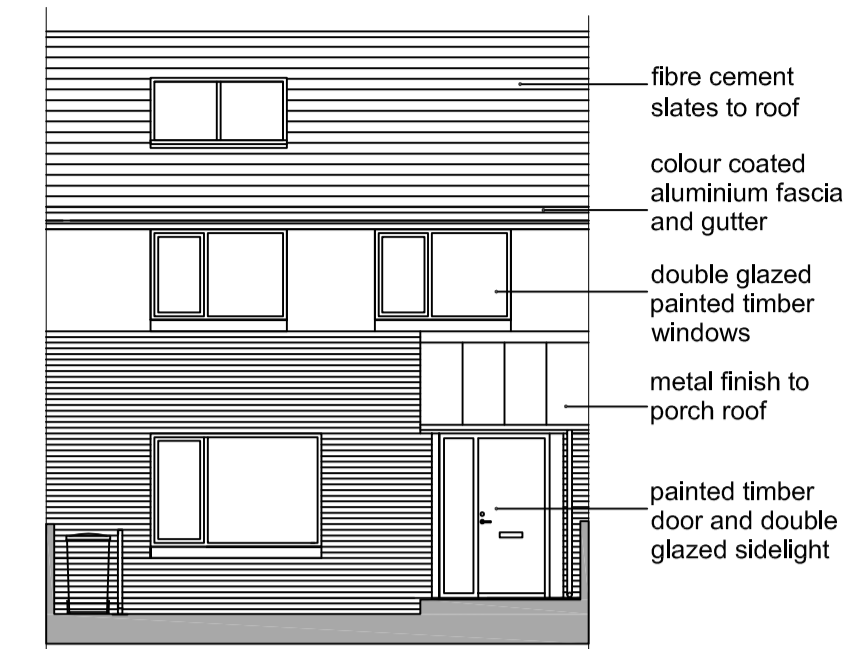 fibre cement
slates to roof
colour coated
aluminium fascia
and gutter
double glazed
painted timber
windows
metal finish to
porch roof
painted timber
door and double
glazed sidelight